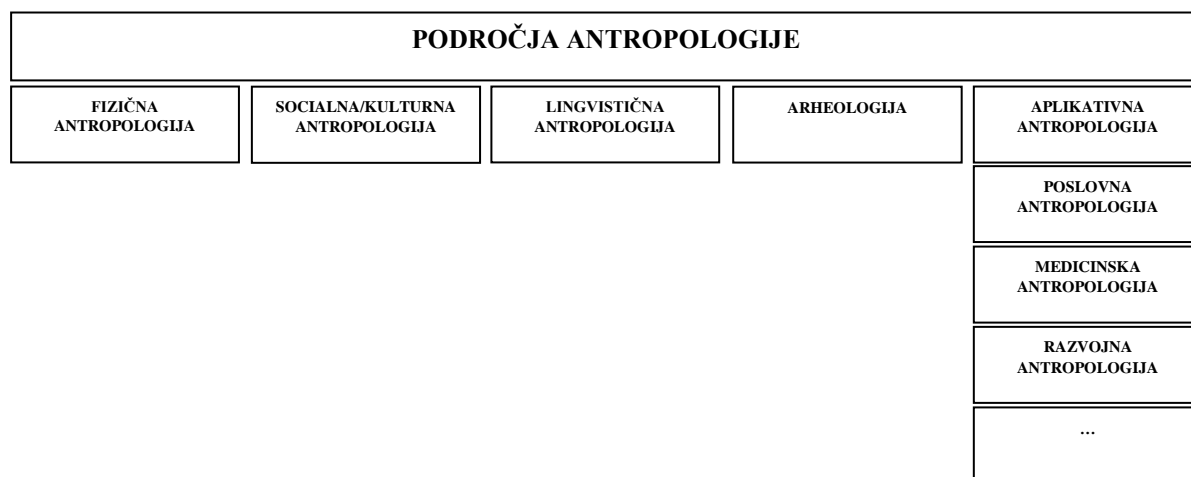 PODROČJA ANTROPOLOGIJE
FIZIČNA
ANTROPOLOGIJA
SOCIALNA/KULTURNA
ANTROPOLOGIJA
LINGVISTIČNA
ANTROPOLOGIJA
ARHEOLOGIJA
APLIKATIVNA
ANTROPOLOGIJA
POSLOVNA
ANTROPOLOGIJA
MEDICINSKA
ANTROPOLOGIJA
RAZVOJNA
ANTROPOLOGIJA
...